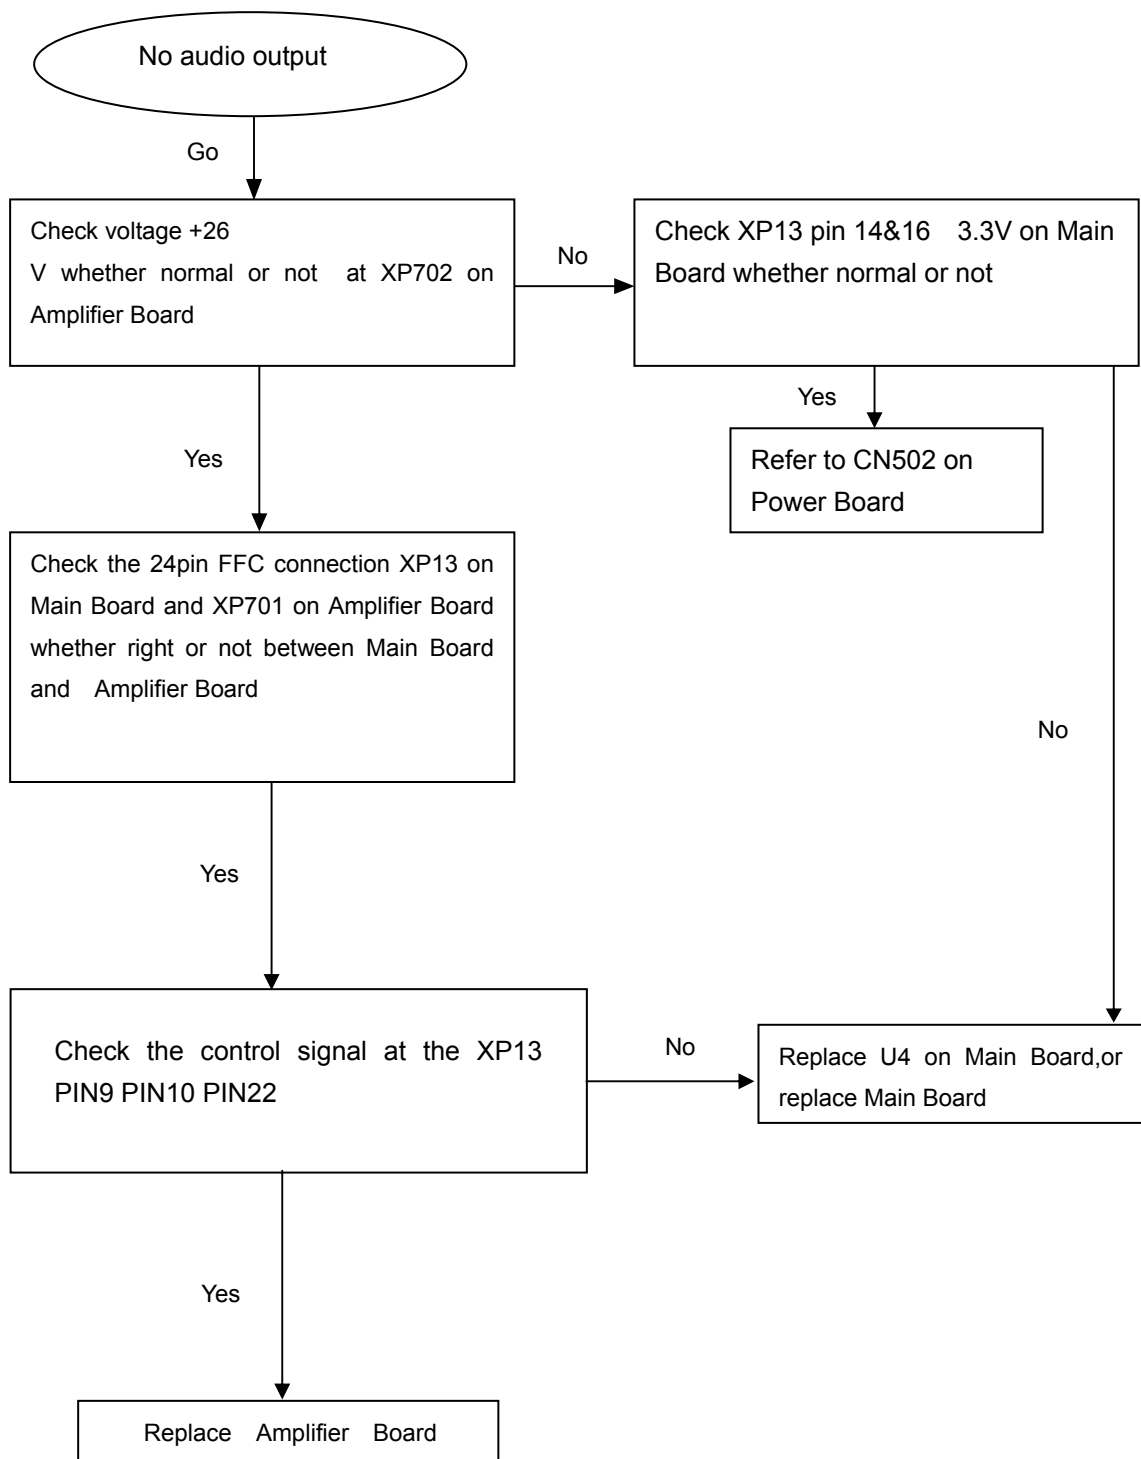 No audio output
Go
Check voltage +26
V whether normal or not at XP702 on
Amplifier Board
No
Check XP13 pin 14&16 3.3V on Main
Board whether normal or not
Yes
Refer to CN502 on
Power Board
Yes
Check the 24pin FFC connection XP13 on
Main Board and XP701 on Amplifier Board
whether right or not between Main Board
and Amplifier Board
No
Yes
Check the control signal at the XP13
PIN9 PIN10 PIN22
No
Replace U4 on Main Board,or
replace Main Board
Yes
Replace Amplifier Board